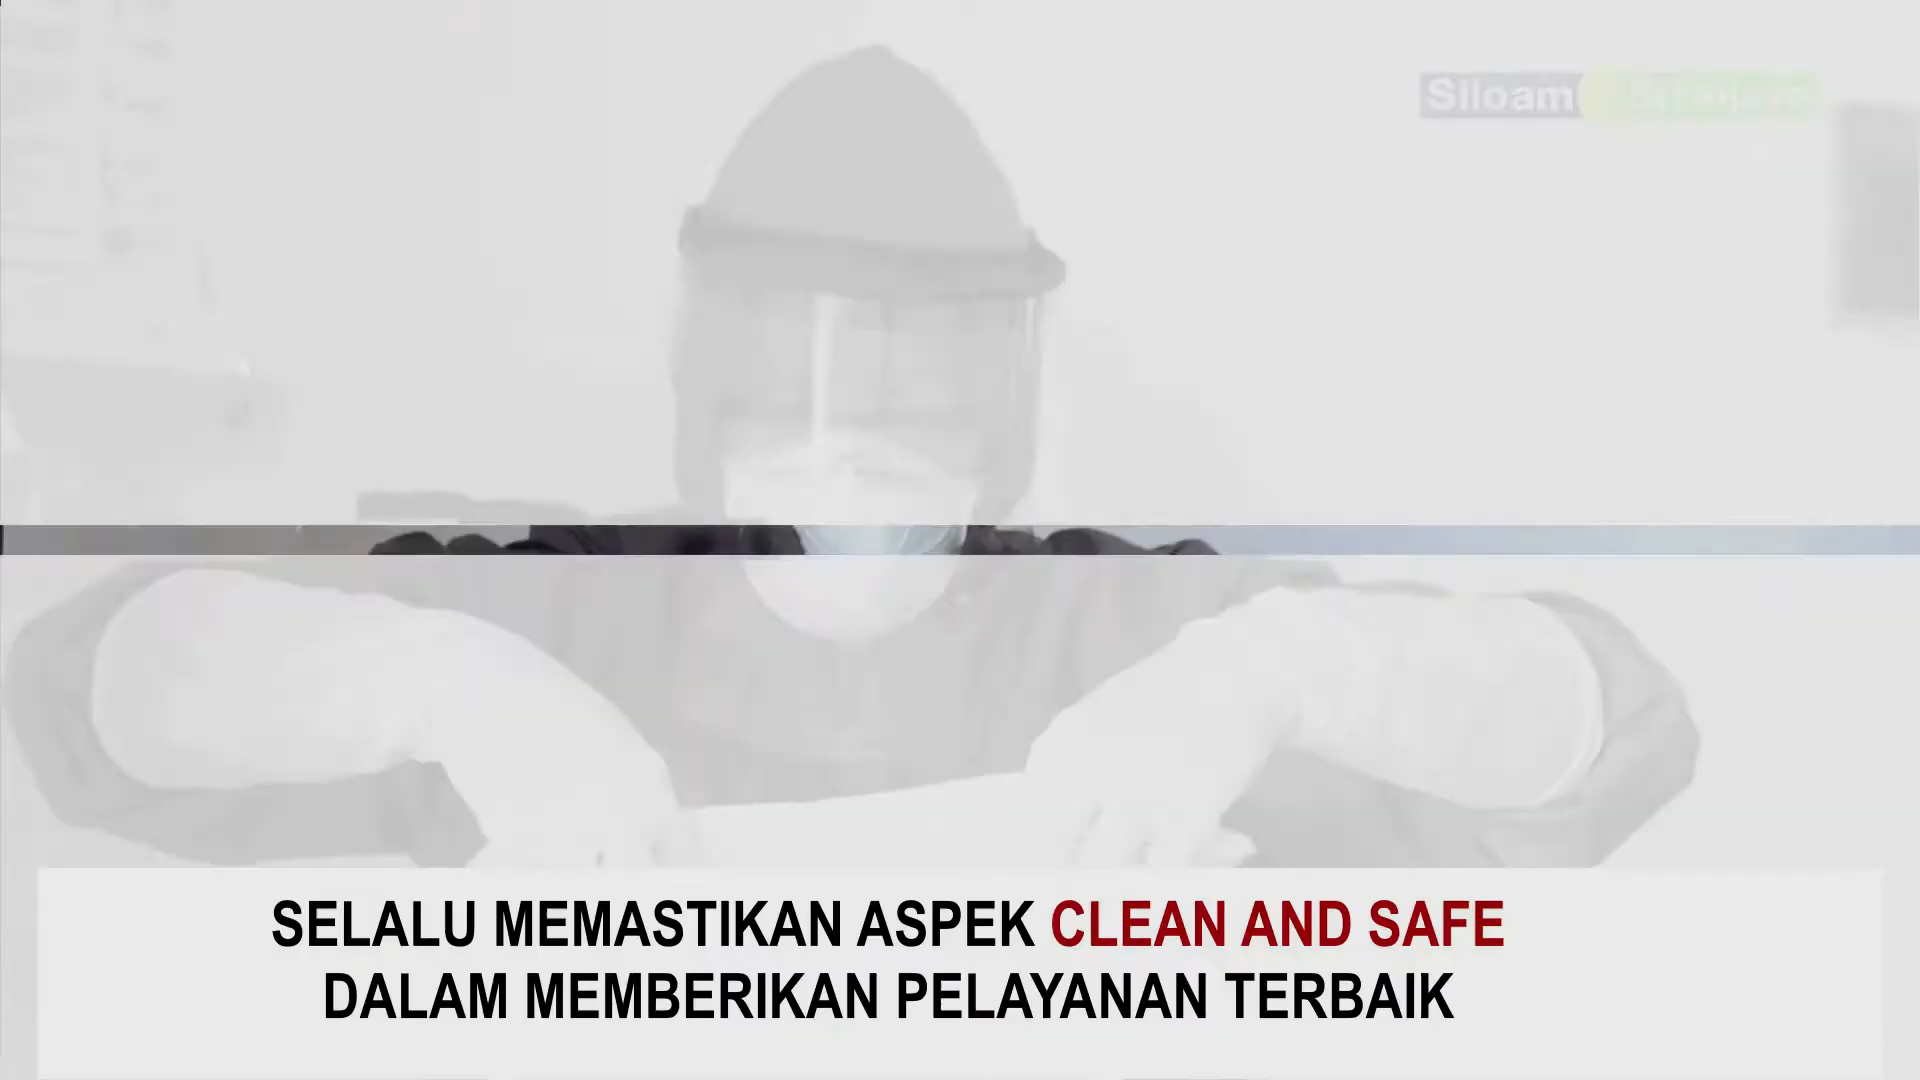 Siloam
SELALU MEMASTIKAN ASPEK CLEAN AND SAFE
DALAM MEMBERIKAN PELAYANAN TERBAIK